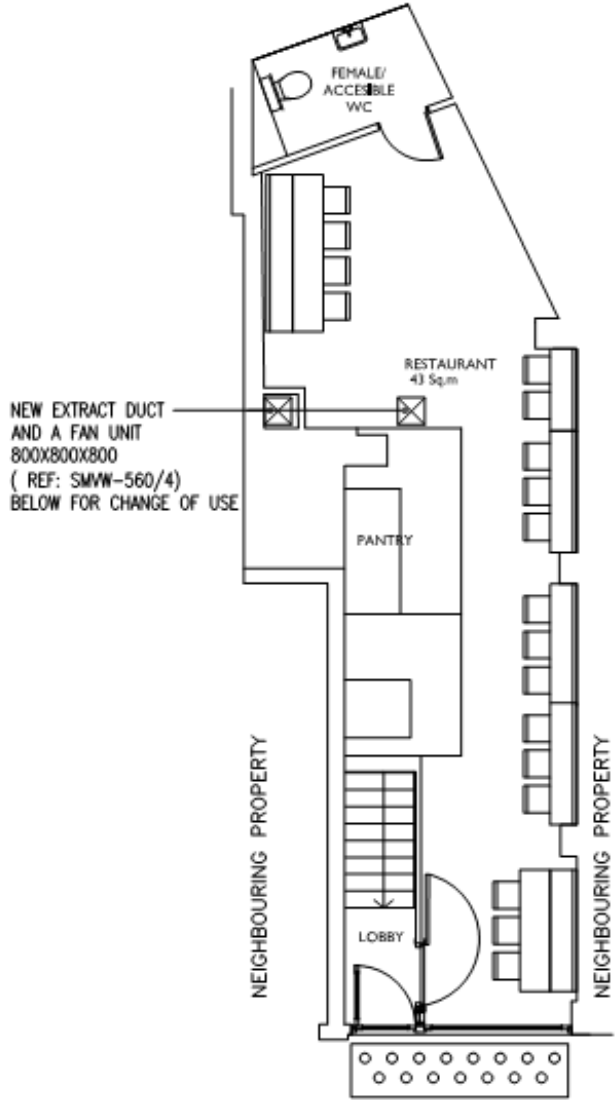 FEMALE/
ACCESIBLE
WC
RESTAURANT
43 Sq.m
NEW EXTRACT DUCT
AND A FAN UNIT
800X800X800
( REF: SMVW-560/4)
BELOW FOR CHANGE OF USE
PANTRY
NEIGHBOURING PROPERTY
LOBBY
NEIGHBOURING PROPERTY